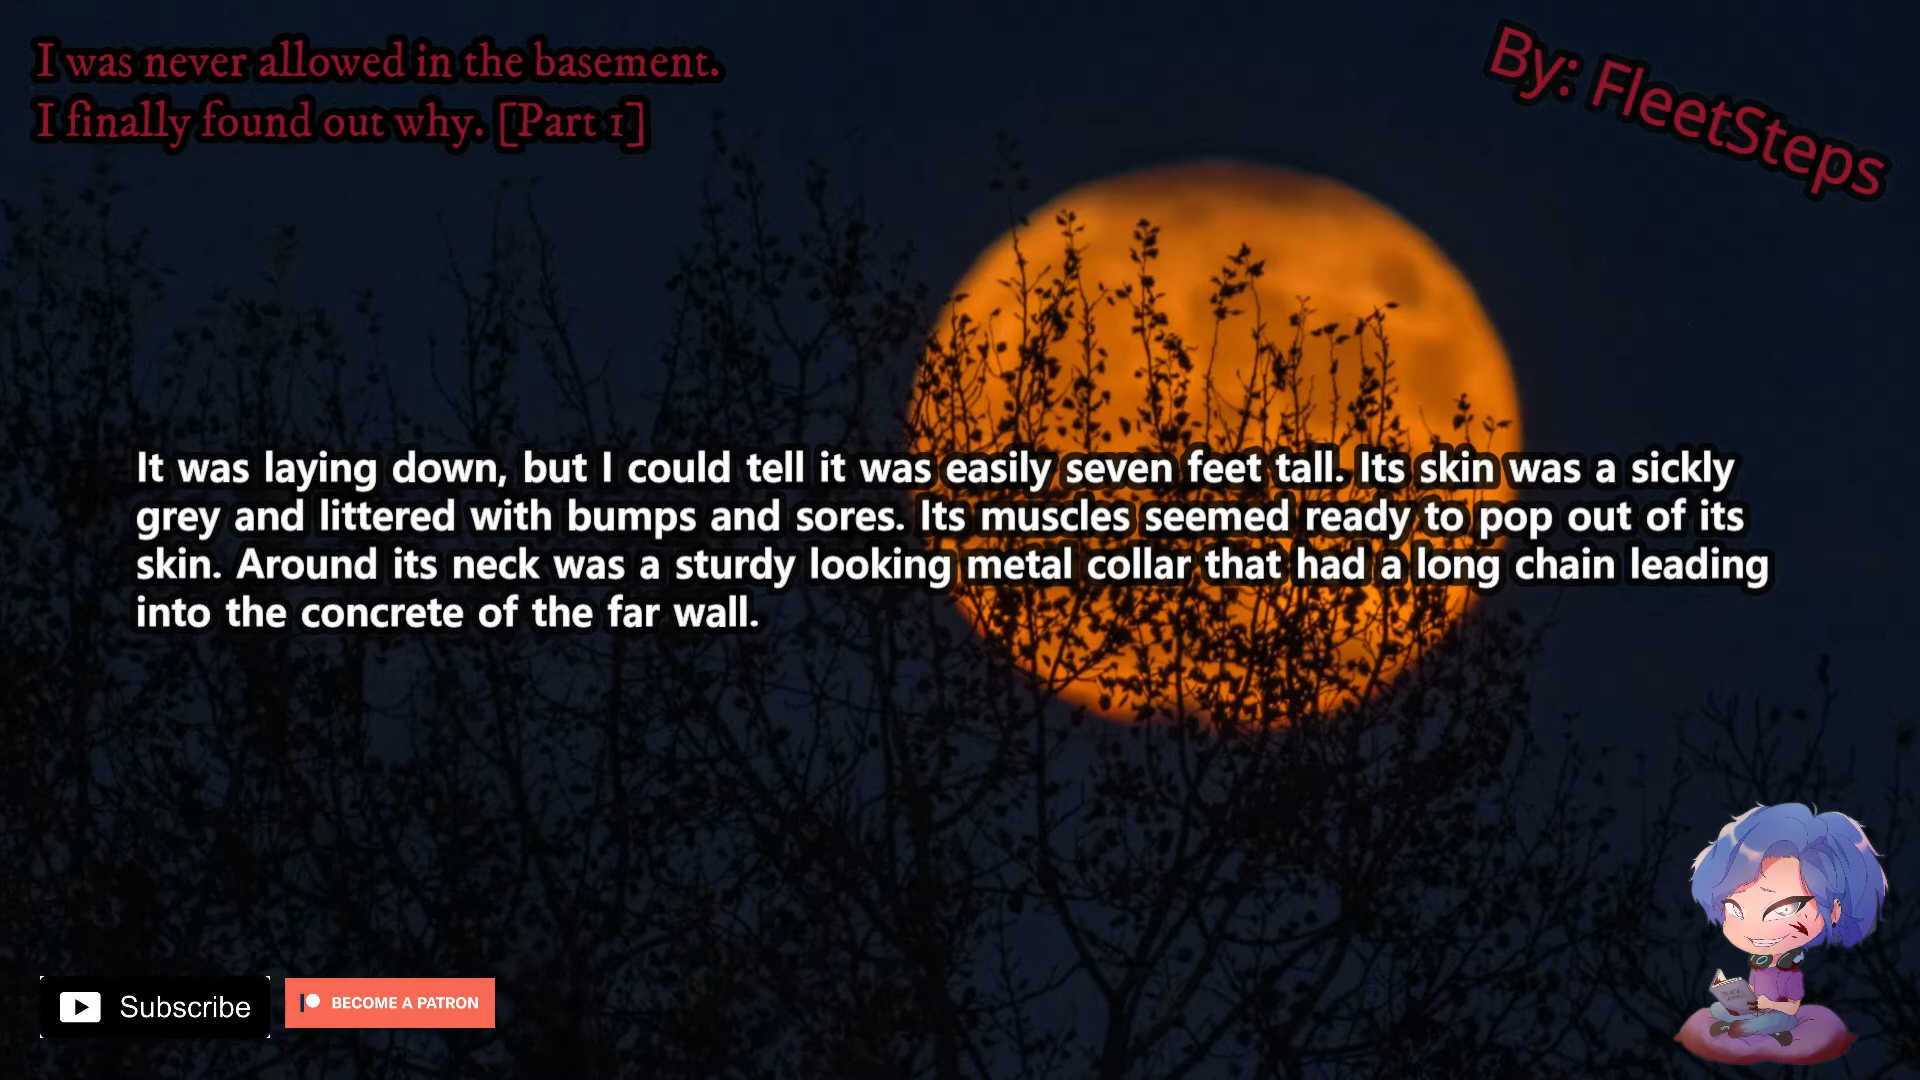 I was never allowed in the basement.
I finally found out why. [Part 1]
By: FleetSteps
It was laying down, but I could tell it was easily seven feet tall. Its skin was a sickly
grey and littered with bumps and sores. Its muscles seemed ready to pop out of its
skin. Around its neck was a sturdy looking metal collar that had a long chain leading
into the concrete of the far wall.
Subscribe
BECOME A PATRON